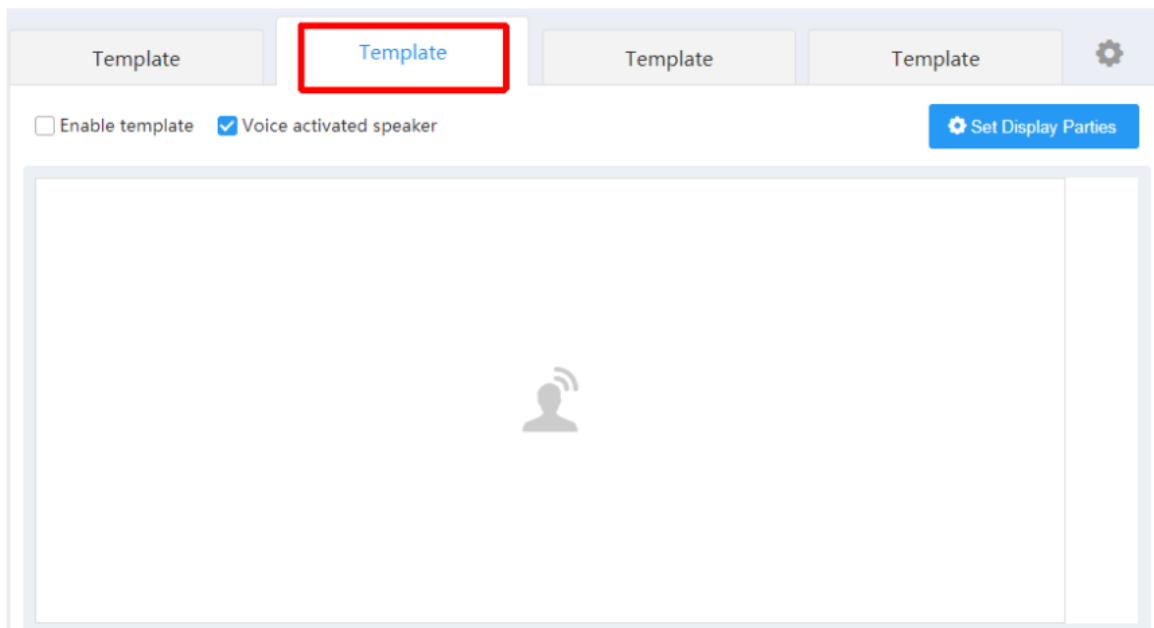 Template
Template
Template
Template
Enable template
Voice activated speaker
Set Display Parties